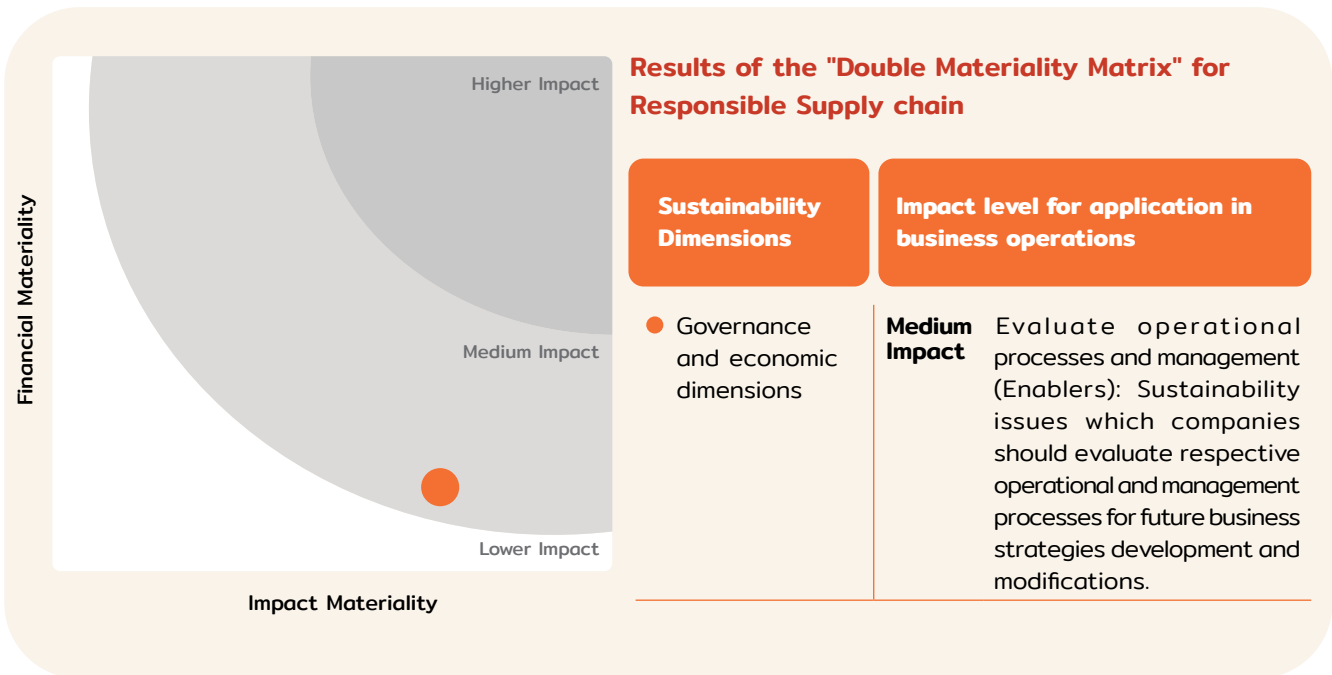 Results of the "Double Materiality Matrix" for
Responsible Supply chain
Higher Impact
Medium Impact
Lower Impact
Financial Materiality
Impact Materiality
Sustainability
Dimensions
Impact level for application in
business operations
Governance
and economic
dimensions
Medium
Impact
Evaluate operational
processes and management
(Enablers): Sustainability
issues which companies
should evaluate respective
operational and management
processes for future business
strategies development and
modifications.